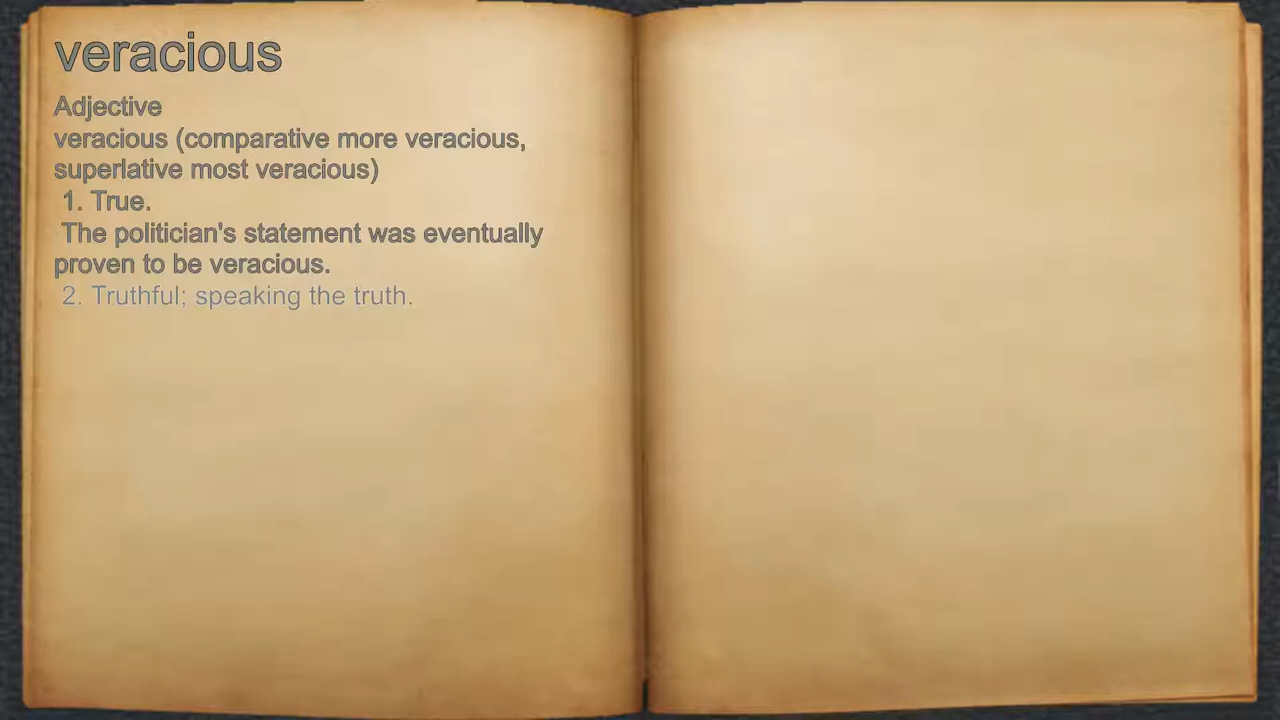 veracious
Adjective
veracious (comparative more veracious,
superlative most veracious)
1. True.
The politician's statement was eventually
proven to be veracious.
2. Truthful; speaking the truth.